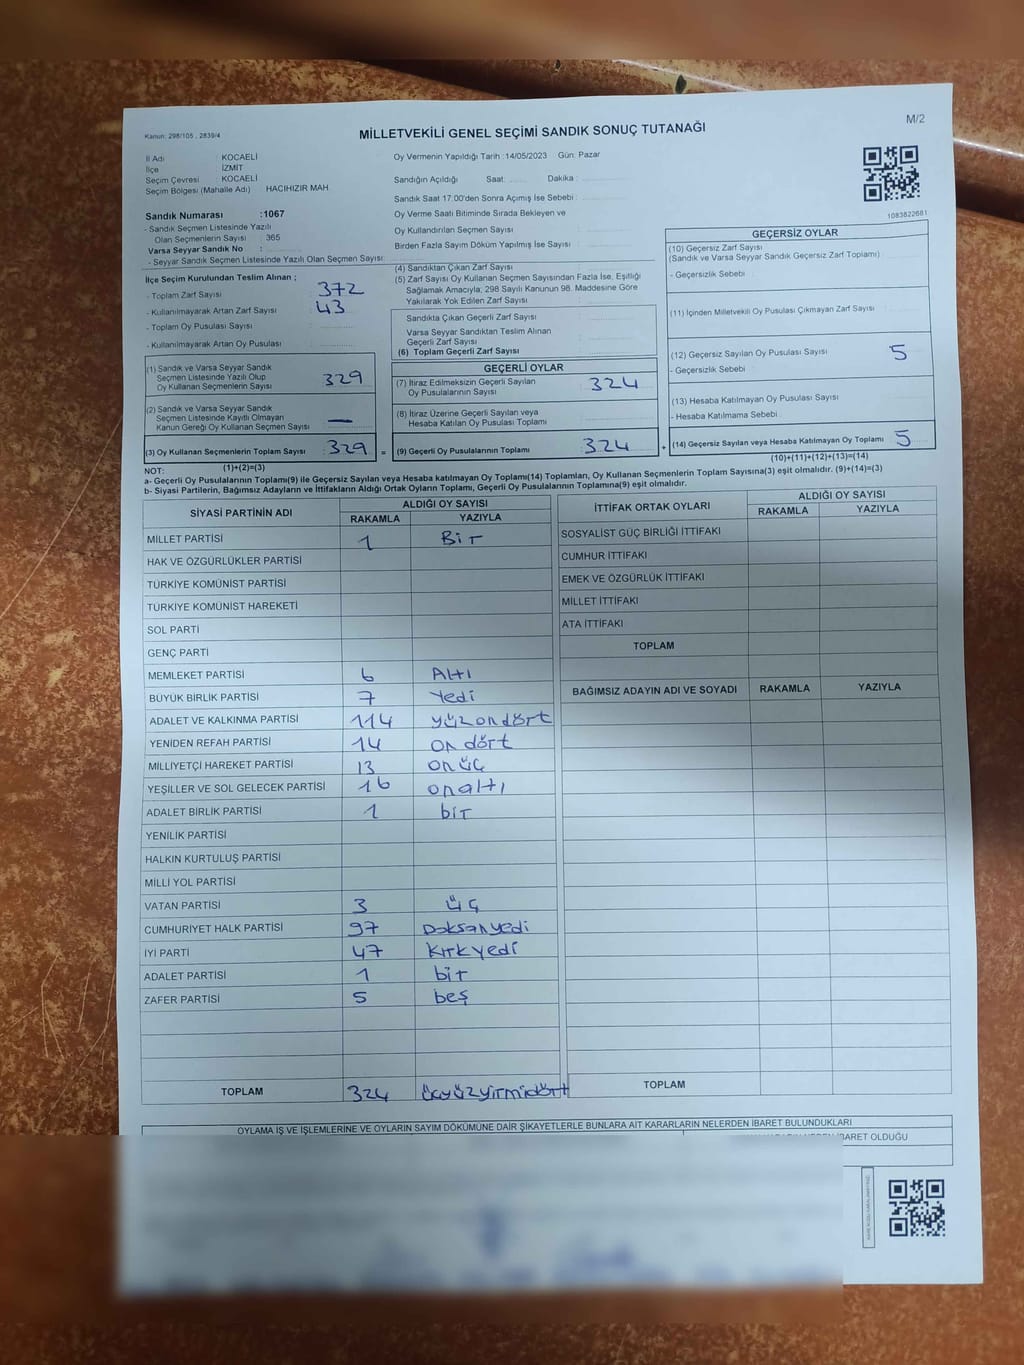 Kanun: 298/105 , 2839/4
M/2
MİLLETVEKİLİ GENEL SEÇİMİ SANDIK SONUÇ TUTANAĞI
İl Adı : KOCAELİ
İlçe : İZMİT
Seçim Çevresi : KOCAELİ
Seçim Bölgesi (Mahalle Adı) HACIHIZIR MAH
Oy Vermenin Yapıldığı Tarih : 14/05/2023 Gün: Pazar
Sandığın Açıldığı Saat: Dakika :
Sandık Saat 17:00'den Sonra Açımış İse Sebebi :
Oy Verme Saati Bitiminde Sırada Bekleyen ve
Oy Kullandırılan Seçmen Sayısı :
Birden Fazla Sayım Döküm Yapılmış İse Sayısı :
1083822681
Sandık Numarası :1067
- Sandık Seçmen Listesinde Yazılı
Olan Seçmenlerin Sayısı : 365
Varsa Seyyar Sandık No :
- Seyyar Sandık Seçmen Listesinde Yazılı Olan Seçmen Sayısı:
İlçe Seçim Kurulundan Teslim Alınan ;
- Toplam Zarf Sayısı : 372
- Kullanılmayarak Artan Zarf Sayısı : 43
- Toplam Oy Pusulası Sayısı :
- Kullanılmayarak Artan Oy Pusulası :
(1) Sandık ve Varsa Seyyar Sandık
Seçmen Listesinde Yazılı Olup
Oy Kullanan Seçmenlerin Sayısı : 329
(2) Sandık ve Varsa Seyyar Sandık
Seçmen Listesinde Kayıtlı Olmayan
Kanun Gereği Oy Kullanan Seçmen Sayısı : —
(3) Oy Kullanan Seçmenlerin Toplam Sayısı : 329 =
(1)+(2)=(3)
(4) Sandıktan Çıkan Zarf Sayısı :
(5) Zarf Sayısı Oy Kullanan Seçmen Sayısından Fazla İse, Eşitliği
Sağlamak Amacıyla; 298 Sayılı Kanunun 98. Maddesine Göre
Yakılarak Yok Edilen Zarf Sayısı :
Sandıkta Çıkan Geçerli Zarf Sayısı :
Varsa Seyyar Sandıktan Teslim Alınan
Geçerli Zarf Sayısı :
(6) Toplam Geçerli Zarf Sayısı :
GEÇERLİ OYLAR
(7) İtiraz Edilmeksizin Geçerli Sayılan
Oy Pusulalarının Sayısı : 324
(8) İtiraz Üzerine Geçerli Sayılan veya
Hesaba Katılan Oy Pusulası Toplamı :
(9) Geçerli Oy Pusulalarının Toplamı : 324 +
GEÇERSİZ OYLAR
(10) Geçersiz Zarf Sayısı
(Sandık ve Varsa Seyyar Sandık Geçersiz Zarf Toplamı) :
- Geçersizlik Sebebi :
(11) İçinden Milletvekili Oy Pusulası Çıkmayan Zarf Sayısı :
(12) Geçersiz Sayılan Oy Pusulası Sayısı : 5
- Geçersizlik Sebebi :
(13) Hesaba Katılmayan Oy Pusulası Sayısı :
- Hesaba Katılmama Sebebi :
(14) Geçersiz Sayılan veya Hesaba Katılmayan Oy Toplamı : 5
(10)+(11)+(12)+(13)=(14)
NOT:
a- Geçerli Oy Pusulasının Toplamı(9) ile Geçersiz Sayılan veya Hesaba katılmayan Oy Toplamı(14) Toplamları, Oy Kullanan Seçmenlerin Toplam Sayısına(3) eşit olmalıdır. (9)+(14)=(3)
b- Siyasi Partilerin, Bağımsız Adayların ve İttifakların Aldığı Ortak Oyların Toplamı, Geçerli Oy Pusulalarının Toplamına(9) eşit olmalıdır.
SİYASİ PARTİNİN ADI ALDIĞI OY SAYISI
RAKAMLA YAZIYLA
MİLLET PARTİSİ 1 Bir
HAK VE ÖZGÜRLÜKLER PARTİSİ
TÜRKİYE KOMÜNİST PARTİSİ
TÜRKİYE KOMÜNİST HAREKETİ
SOL PARTİ
GENÇ PARTİ
MEMLEKET PARTİSİ 6 Altı
BÜYÜK BİRLİK PARTİSİ 7 Yedi
ADALET VE KALKINMA PARTİSİ 114 yüzondört
YENİDEN REFAH PARTİSİ 14 on dört
MİLLİYETÇİ HAREKET PARTİSİ 13 onüç
YEŞİLLER VE SOL GELECEK PARTİSİ 16 onaltı
ADALET BİRLİK PARTİSİ 1 bir
YENİLİK PARTİSİ
HALKIN KURTULUŞ PARTİSİ
MİLLİ YOL PARTİSİ
VATAN PARTİSİ 3 üç
CUMHURİYET HALK PARTİSİ 97 Doksanyedi
İYİ PARTİ 47 Kırkyedi
ADALET PARTİSİ 1 bir
ZAFER PARTİSİ 5 beş
TOPLAM 324 üçyüzyirmidört
İTTİFAK ORTAK OYLARI ALDIĞI OY SAYISI
RAKAMLA YAZIYLA
SOSYALİST GÜÇ BİRLİĞİ İTTİFAKI
CUMHUR İTTİFAKI
EMEK VE ÖZGÜRLÜK İTTİFAKI
MİLLET İTTİFAKI
ATA İTTİFAKI
TOPLAM
BAĞIMSIZ ADAYIN ADI VE SOYADI RAKAMLA YAZIYLA
TOPLAM
OYLAMA İŞ VE İŞLEMLERİNE VE OYLARIN SAYIM DÖKÜMÜNE DAİR ŞİKAYETLERLE BUNLARA AİT KARARLARIN NELERDEN İBARET BULUNDUKLARI
OLDUĞU